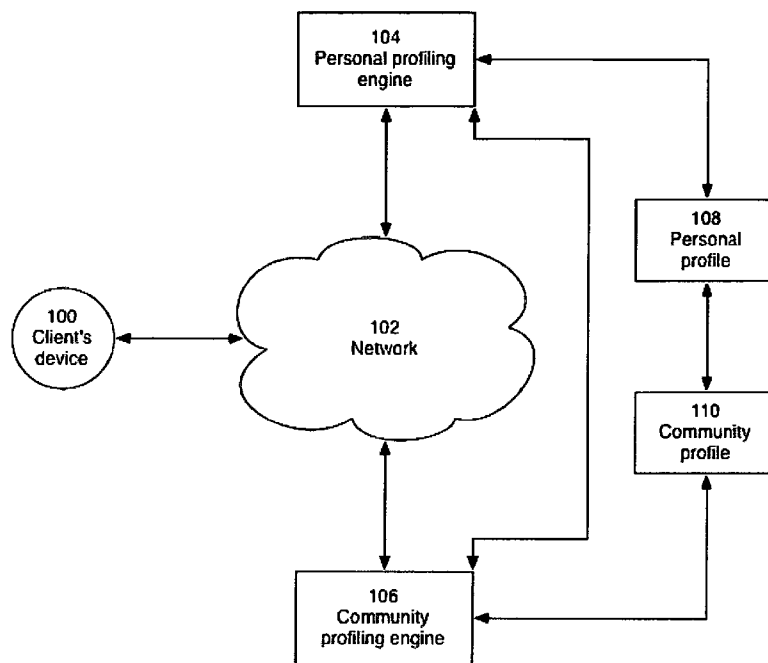 104
Personal profiling
engine
108
Personal
profile
100
Client's
device
102
Network
110
Community
profile
106
Community
profiling engine